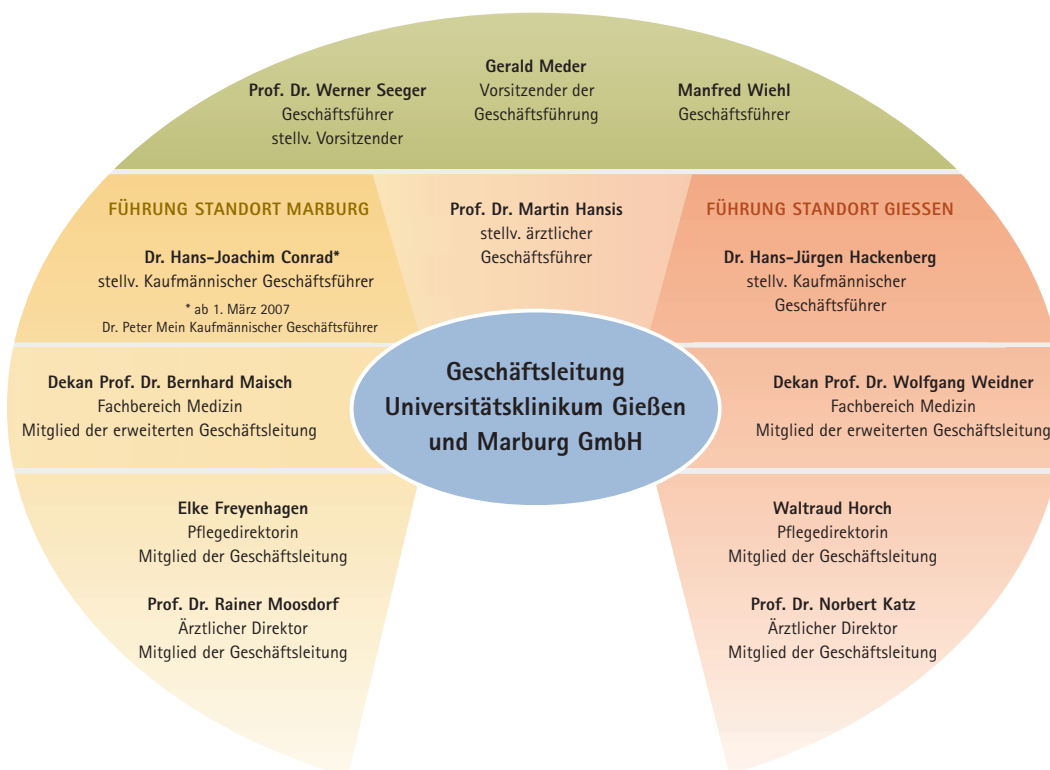 Prof. Dr. Werner Seeger
Geschäftsführer
stellv. Vorsitzender
Gerald Meder
Vorsitzender der
Geschäftsführung
Manfred Wiehl
Geschäftsführer
FÜHRUNG STANDORT MARBURG
Dr. Hans-Joachim Conrad*
stellv. Kaufmännischer Geschäftsführer
* ab 1. März 2007
Dr. Peter Mein Kaufmännischer Geschäftsführer
Prof. Dr. Martin Hansis
stellv. ärztlicher
Geschäftsführer
FÜHRUNG STANDORT GIESSEN
Dr. Hans-Jürgen Hackenberg
stellv. Kaufmännischer
Geschäftsführer
Geschäftsleitung
Universitätsklinikum Gießen
und Marburg GmbH
Dekan Prof. Dr. Bernhard Maisch
Fachbereich Medizin
Mitglied der erweiterten Geschäftsleitung
Dekan Prof. Dr. Wolfgang Weidner
Fachbereich Medizin
Mitglied der erweiterten Geschäftsleitung
Elke Freyenhagen
Pflegedirektorin
Mitglied der Geschäftsleitung
Prof. Dr. Rainer Moosdorf
Ärztlicher Direktor
Mitglied der Geschäftsleitung
Waltraud Horch
Pflegedirektorin
Mitglied der Geschäftsleitung
Prof. Dr. Norbert Katz
Ärztlicher Direktor
Mitglied der Geschäftsleitung